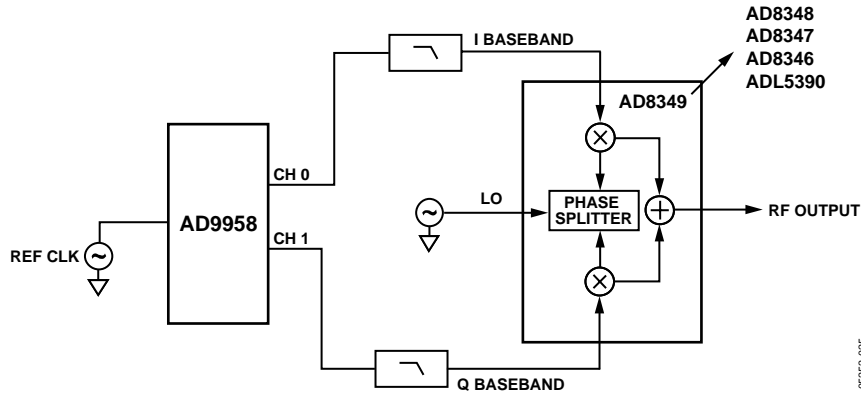 AD8348
AD8347
AD8346
ADL5390
I BASEBAND
AD8349
CH 0
AD9958
LO
PHASE
SPLITTER
RF OUTPUT
REF CLK
CH 1
Q BASEBAND